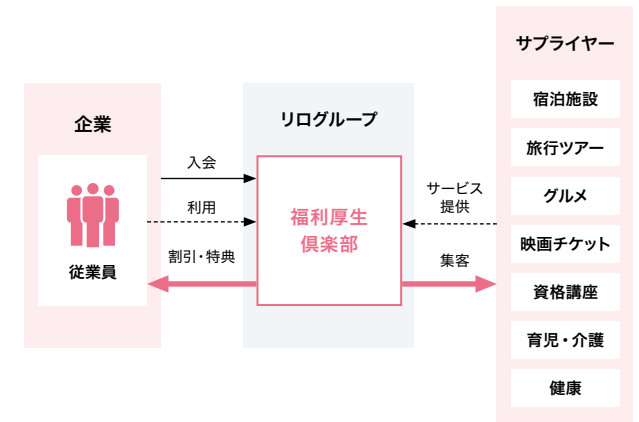 企業
従業員
入会
利用
割引・特典
リログループ
福利厚生
倶楽部
サービス
提供
集客
サプライヤー
宿泊施設
旅行ツアー
グルメ
映画チケット
資格講座
育児・介護
健康